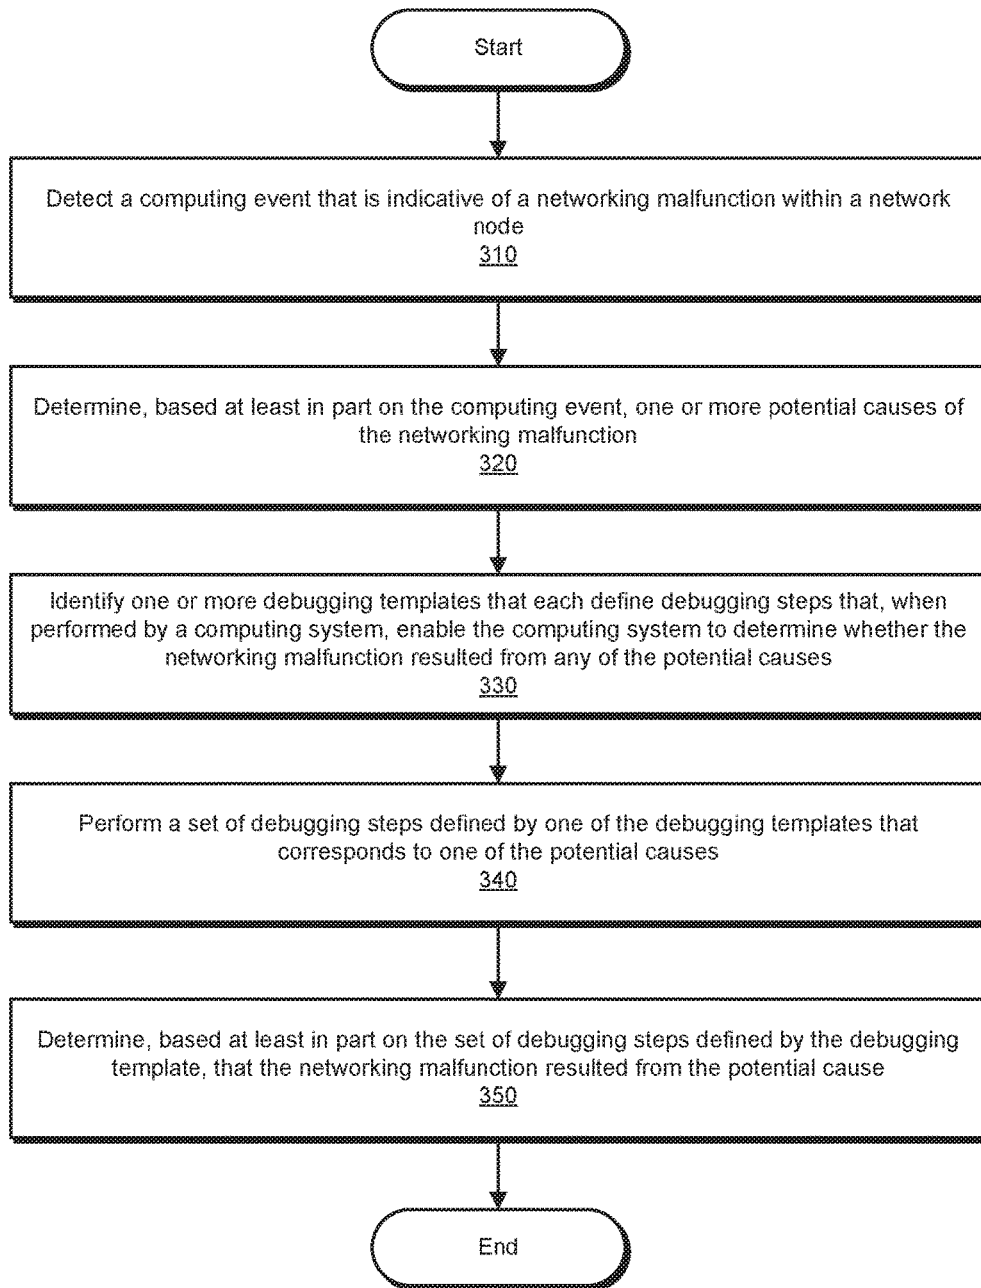 Start
Detect a computing event that is indicative of a networking malfunction within a network
node
310
Determine, based at least in part on the computing event, one or more potential causes of
the networking malfunction
320
Identify one or more debugging templates that each define debugging steps that, when
performed by a computing system, enable the computing system to determine whether the
networking malfunction resulted from any of the potential causes
330
Perform a set of debugging steps defined by one of the debugging templates that
corresponds to one of the potential causes
340
Determine, based at least in part on the set of debugging steps defined by the debugging
template, that the networking malfunction resulted from the potential cause
350
End